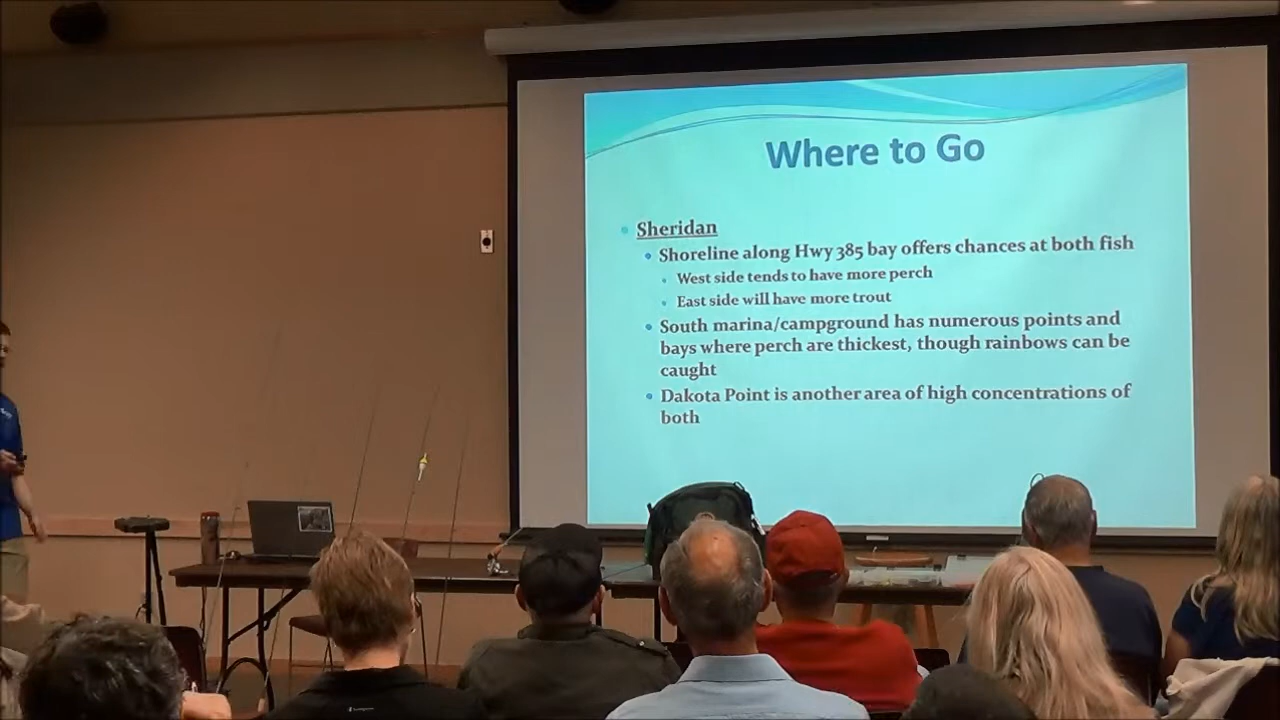 Where to Go
Sheridan
Shoreline along Hwy 385 bay offers chances at both fish
West side tends to have more perch
East side will have more trout
South marina/campground has numerous points and
bays where perch are thickest, though rainbows can be
caught
Dakota Point is another area of high concentrations of
both